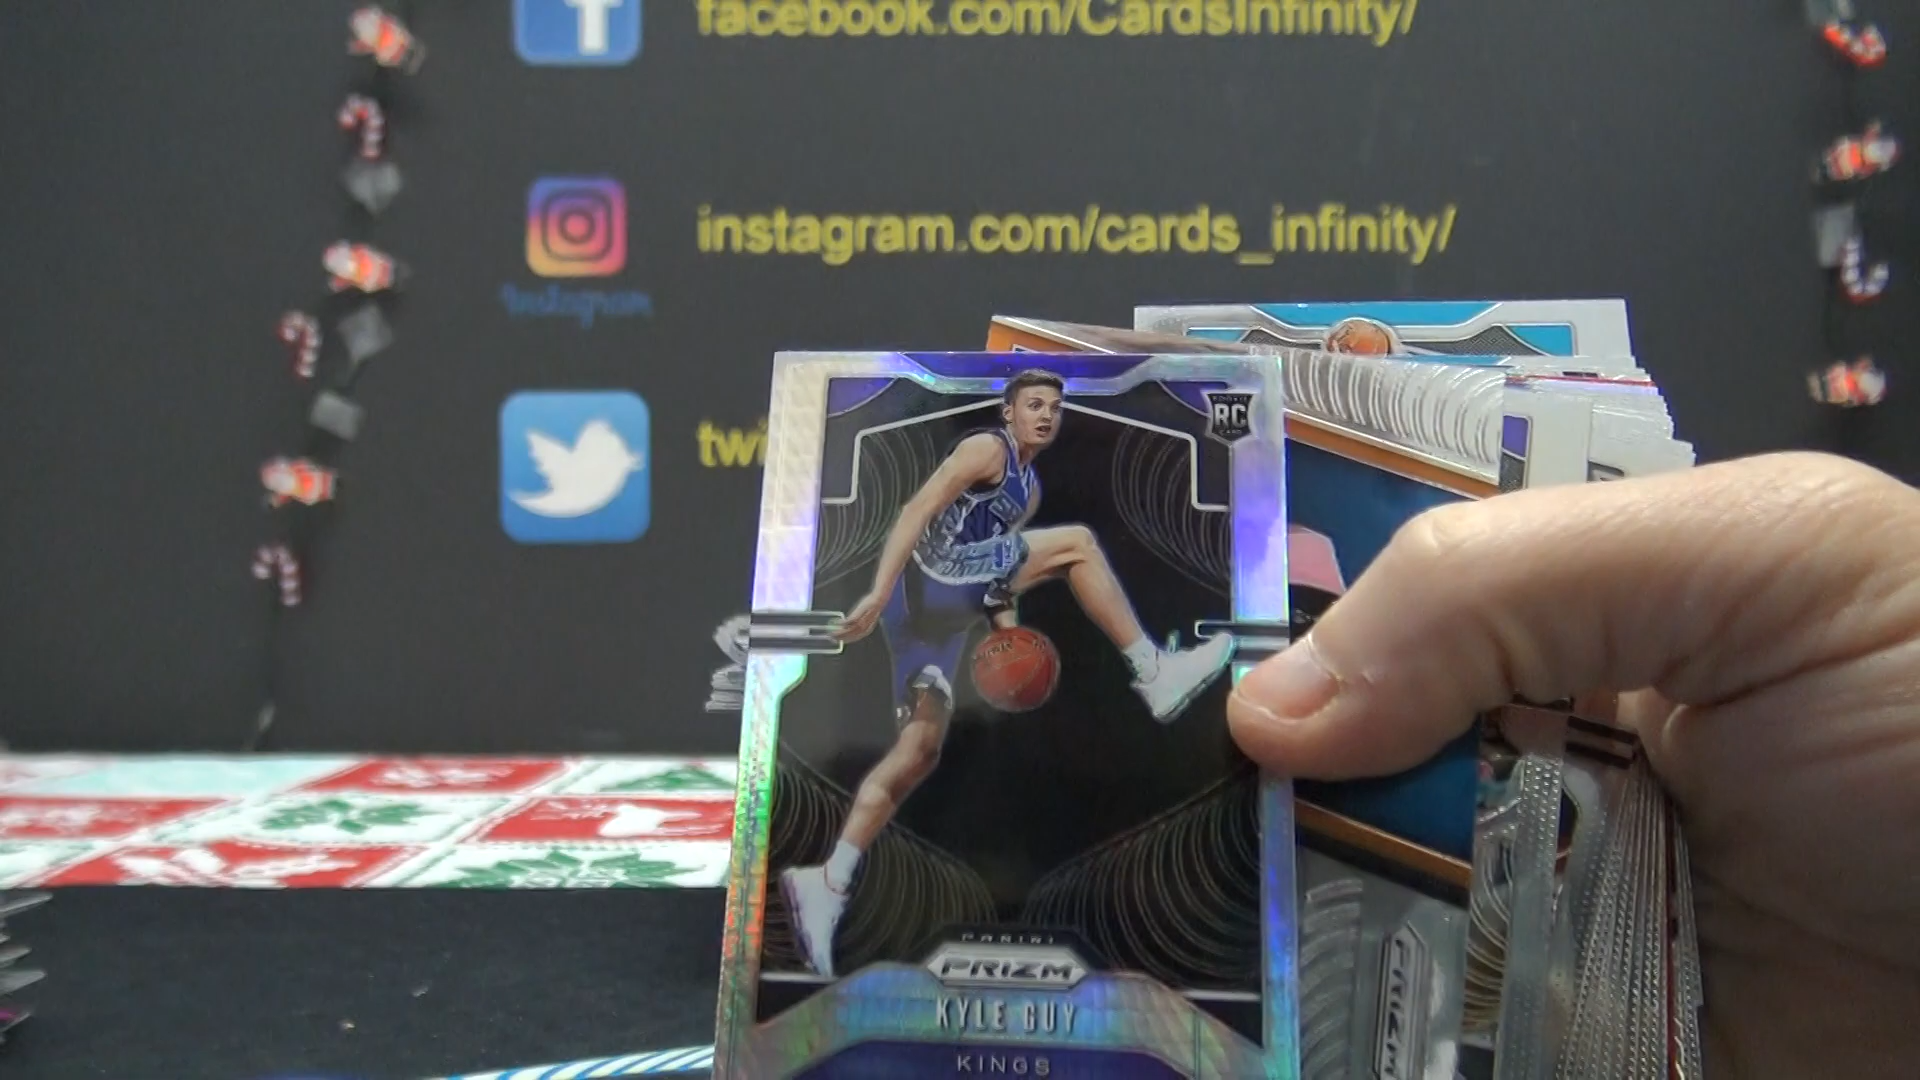 facebook.com/CardsInfinity/
instagram.com/cards_infinity/
Instagram
twi
RC
PANINI
PRIZM
KYLE GUY
KINGS
PRIZM